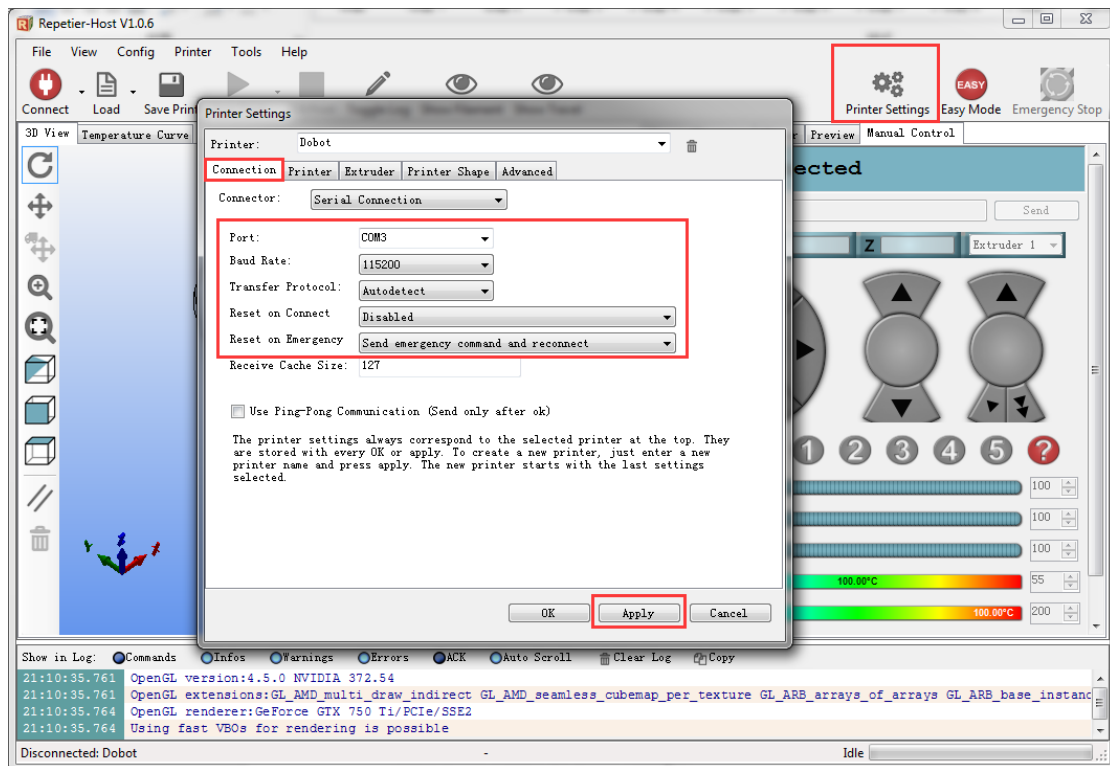 Repetier-Host V1.0.6
File View Config Printer Tools Help
Connect Load Save Print
Printer Settings Easy Mode Emergency Stop
EASY
3D View Temperature Curve
Preview Manual Control
Printer Settings
Printer: Dobot
Connection Printer Extruder Printer Shape Advanced
Connector: Serial Connection
Port: COM3
Baud Rate: 115200
Transfer Protocol: Autodetect
Reset on Connect Disabled
Reset on Emergency Send emergency command and reconnect
Receive Cache Size: 127
Use Ping-Pong Communication (Send only after ok)
The printer settings always correspond to the selected printer at the top. They
are stored with every OK or apply. To create a new printer, just enter a new
printer name and press apply. The new printer starts with the last settings
selected.
OK Apply Cancel
ected
Send
Z Extruder 1
1 2 3 4 5 ?
100
100
100
100.00°C 55
100.00°C 200
Y Z X
Show in Log: Commands Infos Warnings Errors ACK Auto Scroll Clear Log Copy
21:10:35.761 OpenGL version:4.5.0 NVIDIA 372.54
21:10:35.761 OpenGL extensions:GL_AMD_multi_draw_indirect GL_AMD_seamless_cubemap_per_texture GL_ARB_arrays_of_arrays GL_ARB_base_instanc
21:10:35.764 OpenGL renderer:GeForce GTX 750 Ti/PCIe/SSE2
21:10:35.764 Using fast VBOs for rendering is possible
Disconnected: Dobot - Idle